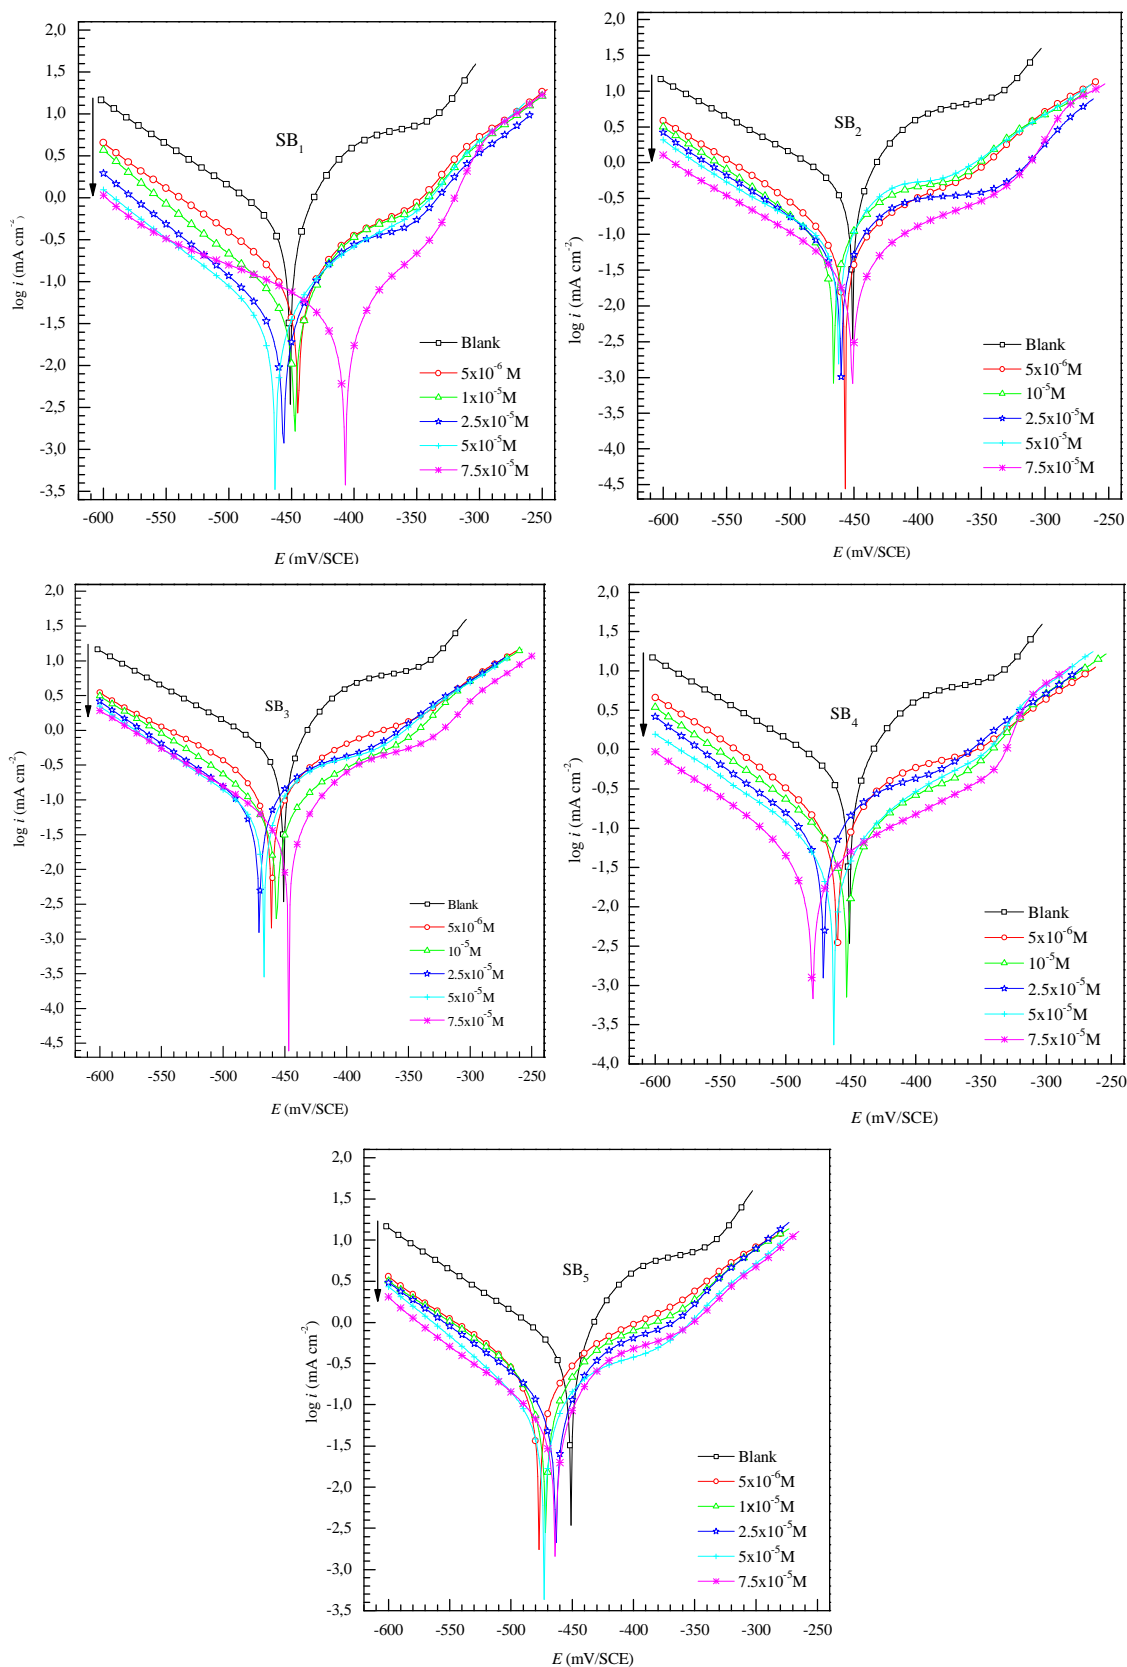 2,0
1,5
1,0
0,5
0,0
-0,5
-1,0
-1,5
-2,0
-2,5
-3,0
-3,5
log i (mA cm⁻²)
SB₁
Blank
5x10⁻⁶ M
1x10⁻⁵M
2.5x10⁻⁵M
5x10⁻⁵M
7.5x10⁻⁵M
-600 -550 -500 -450 -400 -350 -300 -250
E (mV/SCE)
2,0
1,5
1,0
0,5
0,0
-0,5
-1,0
-1,5
-2,0
-2,5
-3,0
-3,5
-4,0
-4,5
log i (mA cm⁻²)
SB₂
Blank
5x10⁻⁶M
10⁻⁵M
2.5x10⁻⁵M
5x10⁻⁵M
7.5x10⁻⁵M
-600 -550 -500 -450 -400 -350 -300 -250
E (mV/SCE)
2,0
1,5
1,0
0,5
0,0
-0,5
-1,0
-1,5
-2,0
-2,5
-3,0
-3,5
-4,0
-4,5
log i (mA cm⁻²)
SB₃
Blank
5x10⁻⁶M
10⁻⁵M
2.5x10⁻⁵M
5x10⁻⁵M
7.5x10⁻⁵M
-600 -550 -500 -450 -400 -350 -300 -250
E (mV/SCE)
2,0
1,5
1,0
0,5
0,0
-0,5
-1,0
-1,5
-2,0
-2,5
-3,0
-3,5
-4,0
log i (mA cm⁻²)
SB₄
Blank
5x10⁻⁶M
10⁻⁵M
2.5x10⁻⁵M
5x10⁻⁵M
7.5x10⁻⁵M
-600 -550 -500 -450 -400 -350 -300 -250
E (mV/SCE)
2,0
1,5
1,0
0,5
0,0
-0,5
-1,0
-1,5
-2,0
-2,5
-3,0
-3,5
log i (mA cm⁻²)
SB₅
Blank
5x10⁻⁶M
1x10⁻⁵M
2.5x10⁻⁵M
5x10⁻⁵M
7.5x10⁻⁵M
-600 -550 -500 -450 -400 -350 -300 -250
E (mV/SCE)